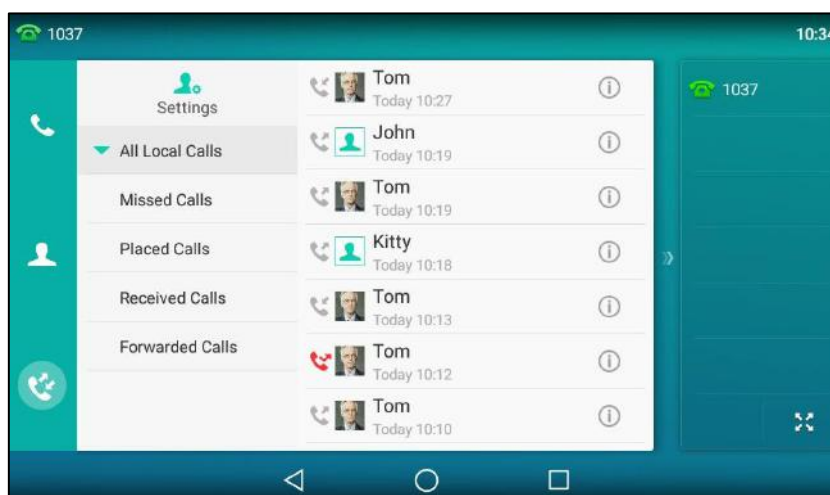 1037
10:34
Settings
All Local Calls
Missed Calls
Placed Calls
Received Calls
Forwarded Calls
Tom
Today 10:27
John
Today 10:19
Tom
Today 10:19
Kitty
Today 10:18
Tom
Today 10:13
Tom
Today 10:12
Tom
Today 10:10
1037